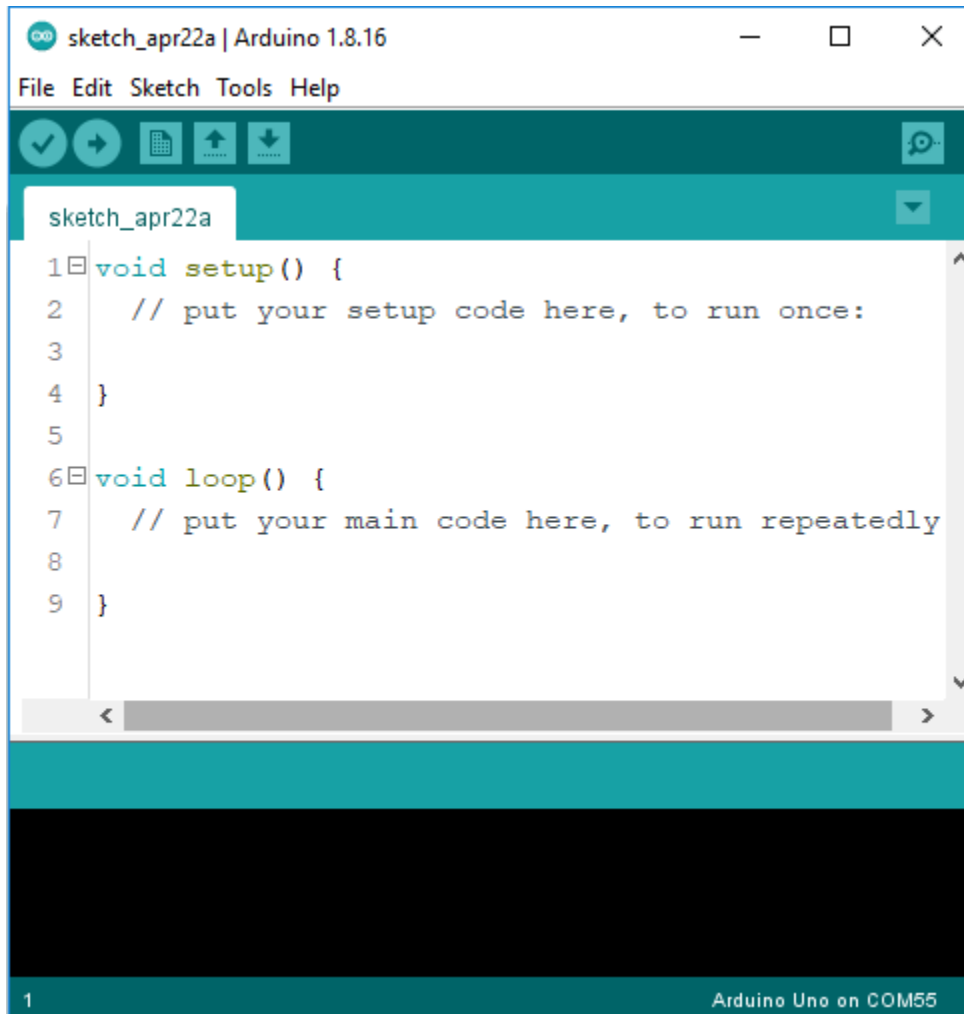 sketch_apr22a | Arduino 1.8.16
File Edit Sketch Tools Help
sketch_apr22a
1 void setup() {
2   // put your setup code here, to run once:
3
4 }
5
6 void loop() {
7   // put your main code here, to run repeatedly
8
9 }
1 Arduino Uno on COM55